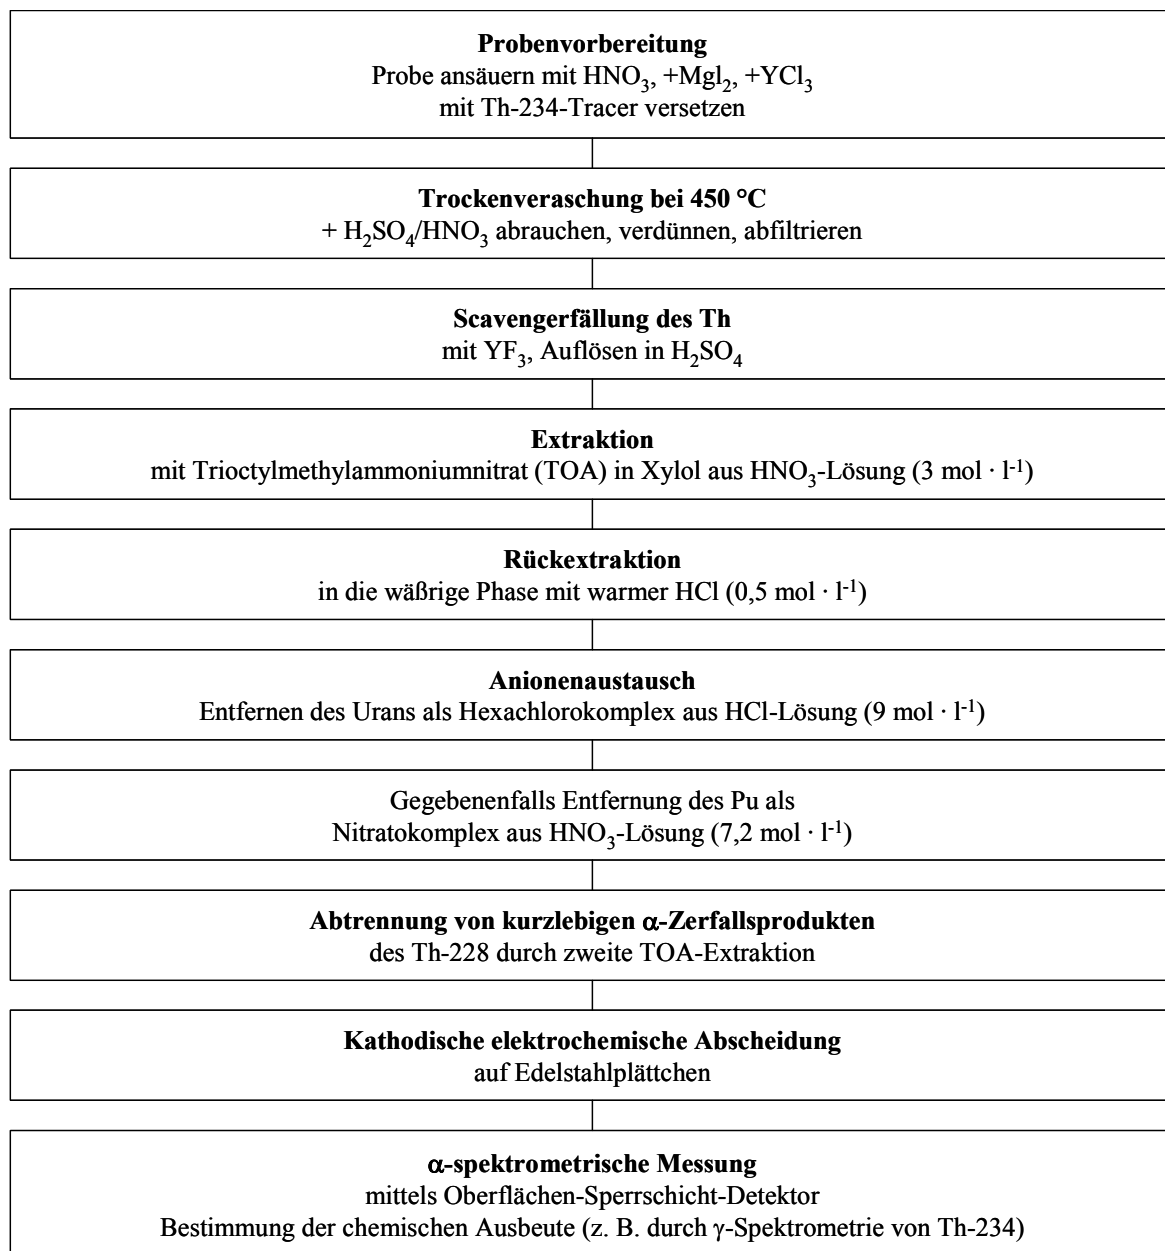 Probenvorbereitung
Probe ansäuern mit HNO₃, +Mgl₂, +YCl₃
mit Th-234-Tracer versetzen
Trockenveraschung bei 450 °C
+ H₂SO₄/HNO₃ abrauchen, verdünnen, abfiltrieren
Scavengerfällung des Th
mit YF₃, Auflösen in H₂SO₄
Extraktion
mit Trioctylmethylammoniumnitrat (TOA) in Xylol aus HNO₃-Lösung (3 mol · l⁻¹)
Rückextraktion
in die wäßrige Phase mit warmer HCl (0,5 mol · l⁻¹)
Anionenaustausch
Entfernen des Urans als Hexachlorokomplex aus HCl-Lösung (9 mol · l⁻¹)
Gegebenenfalls Entfernung des Pu als
Nitratokomplex aus HNO₃-Lösung (7,2 mol · l⁻¹)
Abtrennung von kurzlebigen α-Zerfallsprodukten
des Th-228 durch zweite TOA-Extraktion
Kathodische elektrochemische Abscheidung
auf Edelstahlplättchen
α-spektrometrische Messung
mittels Oberflächen-Sperrschicht-Detektor
Bestimmung der chemischen Ausbeute (z. B. durch γ-Spektrometrie von Th-234)